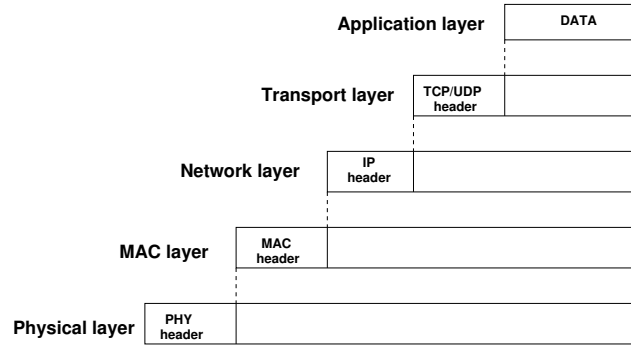 Application layer
DATA
Transport layer
TCP/UDP
header
Network layer
IP
header
MAC layer
MAC
header
Physical layer
PHY
header